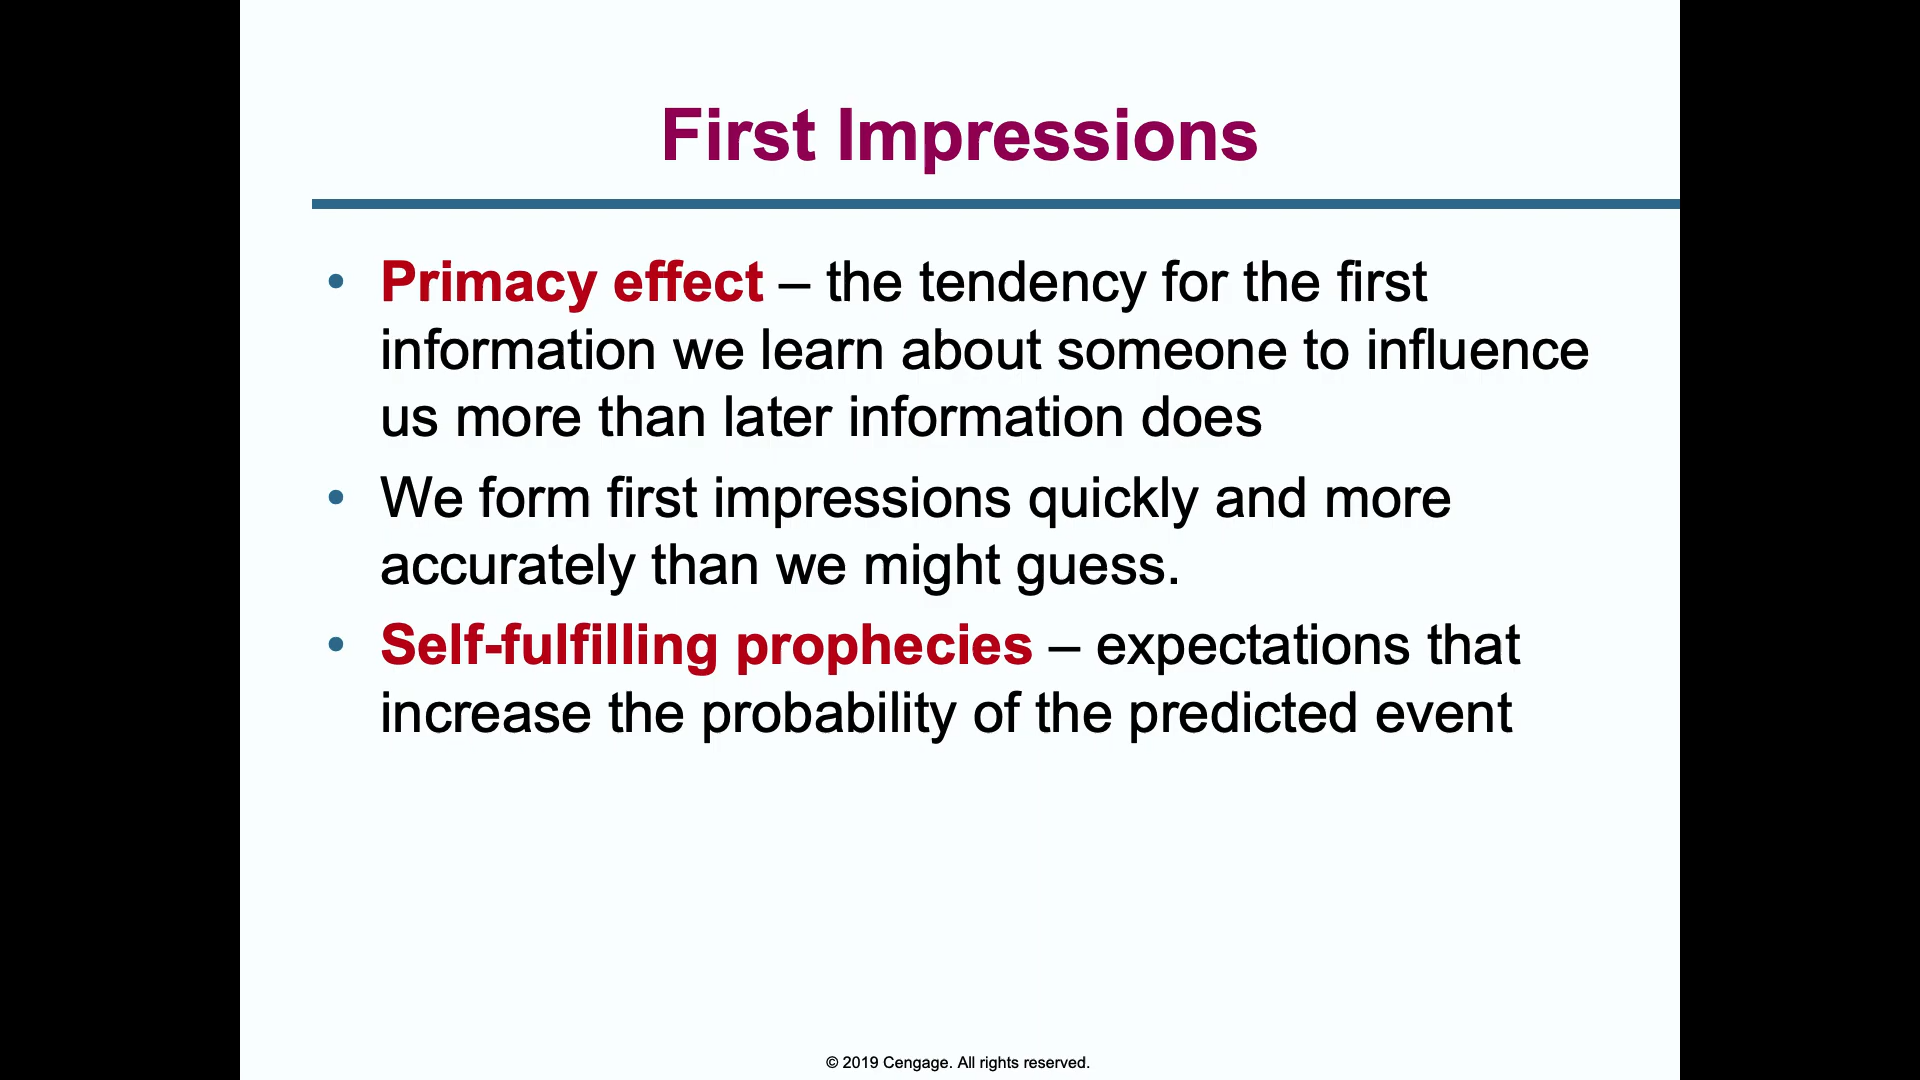 First Impressions
• Primacy effect – the tendency for the first
information we learn about someone to influence
us more than later information does
• We form first impressions quickly and more
accurately than we might guess.
• Self-fulfilling prophecies – expectations that
increase the probability of the predicted event
© 2019 Cengage. All rights reserved.